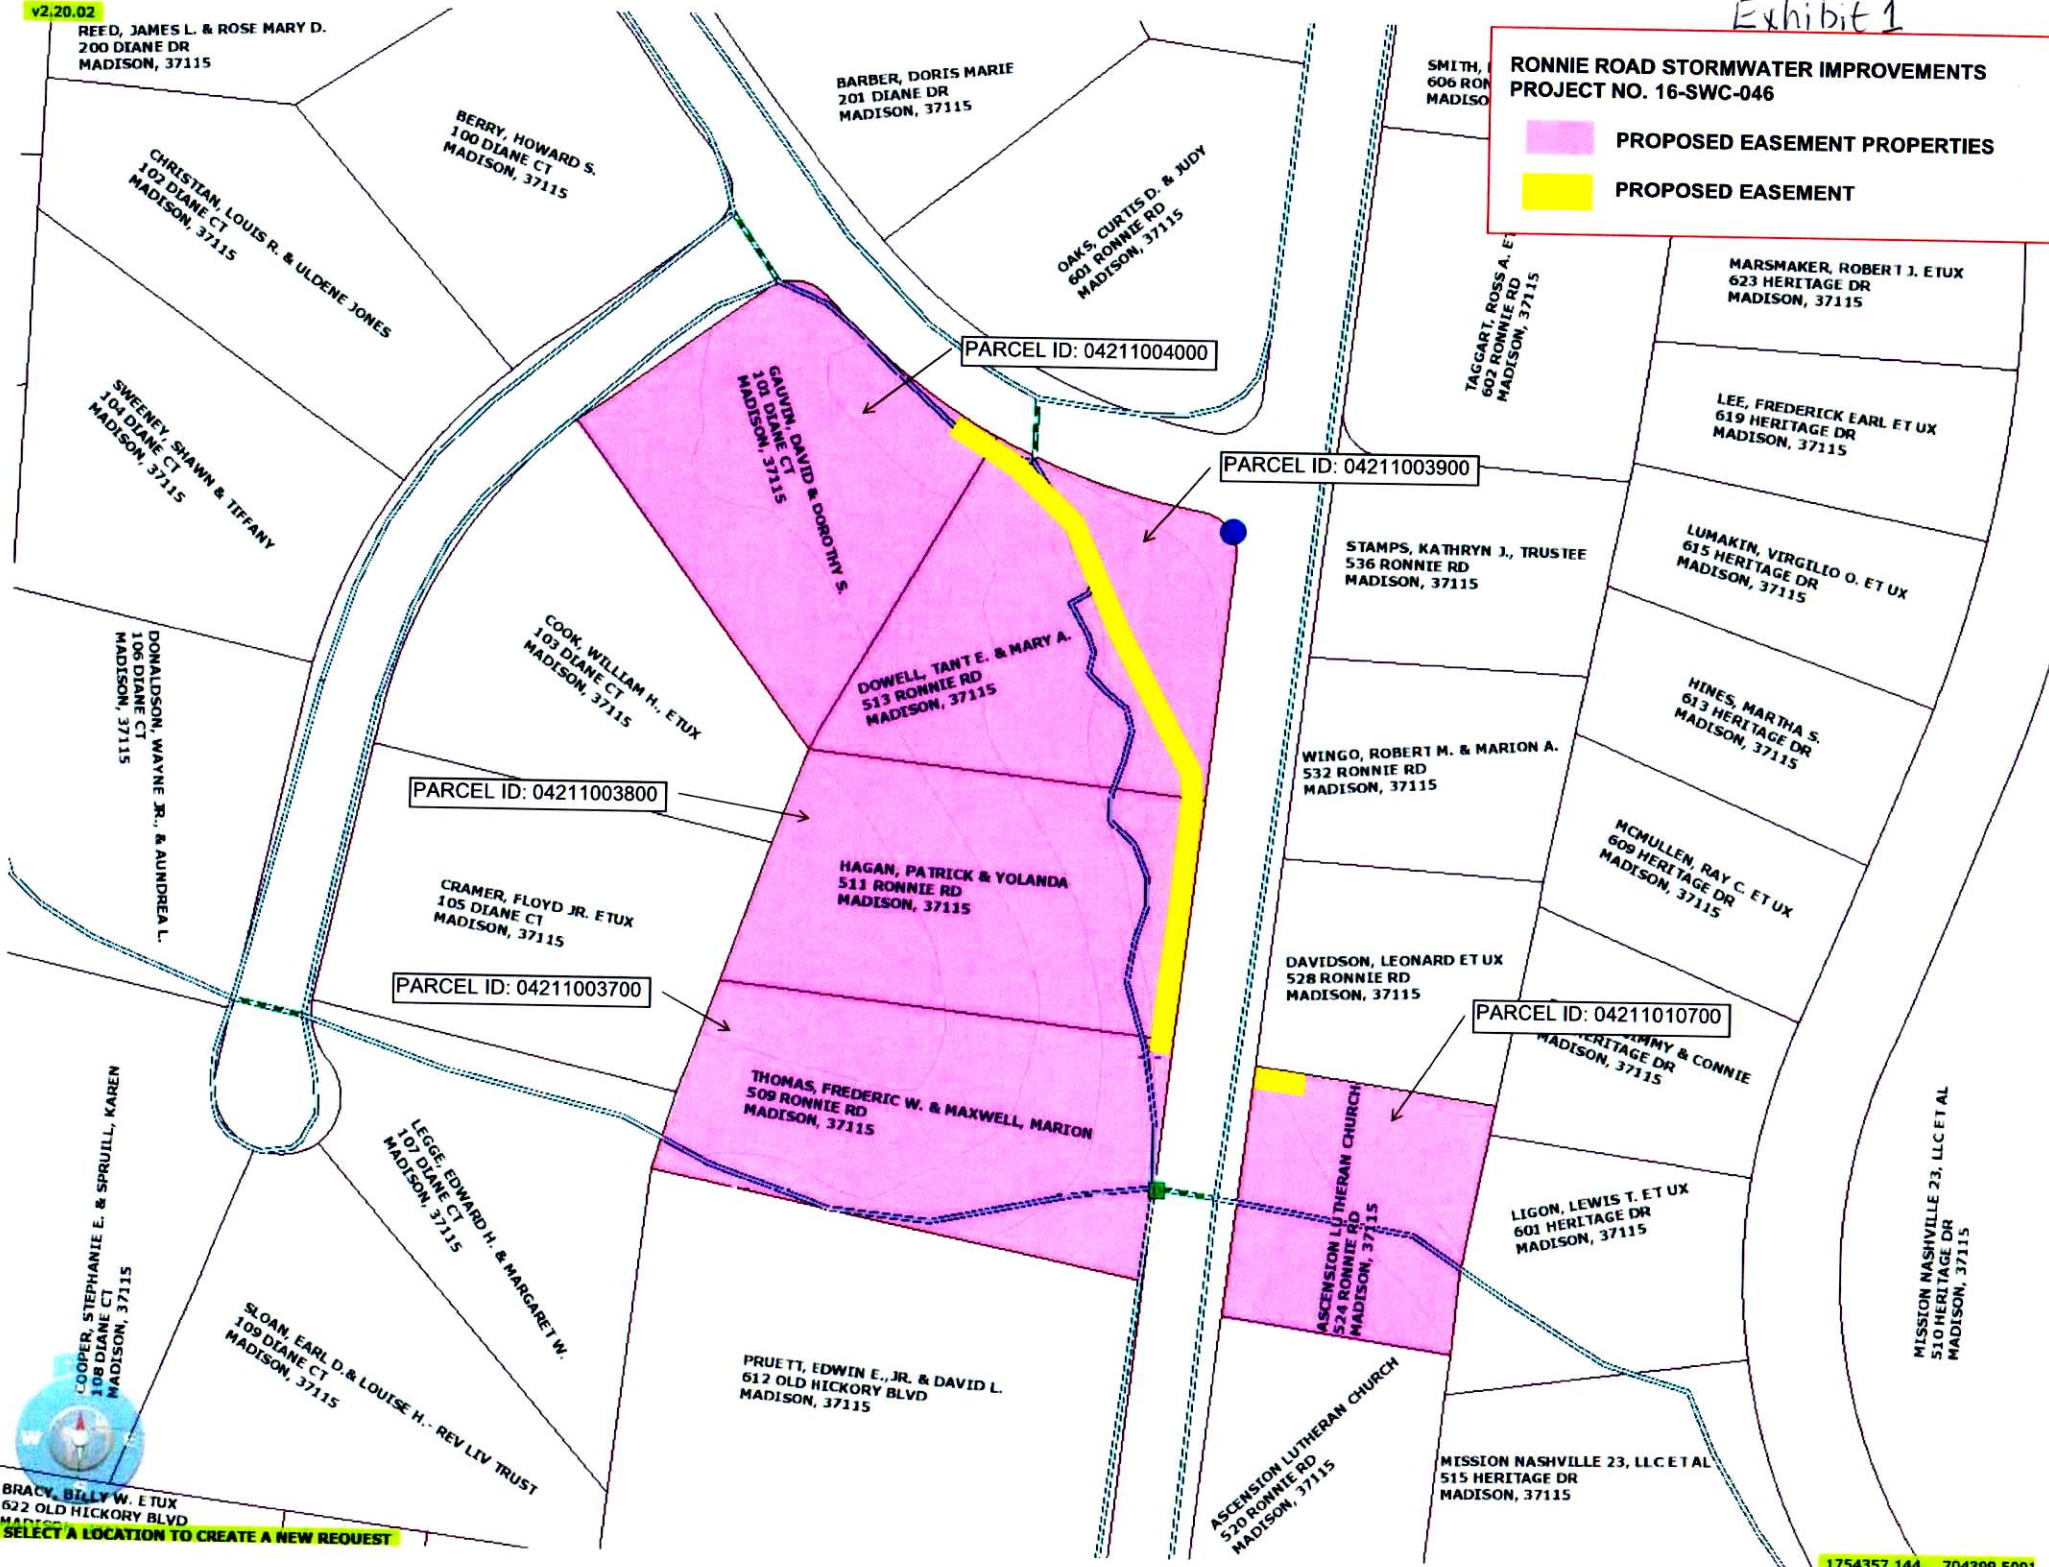 v2.20.02
Exhibit 1
REED, JAMES L. & ROSE MARY D.
200 DIANE DR
MADISON, 37115
RONNIE ROAD STORMWATER IMPROVEMENTS
PROJECT NO. 16-SWC-046
PROPOSED EASEMENT PROPERTIES
PROPOSED EASEMENT
BARBER, DORIS MARIE
201 DIANE DR
MADISON, 37115
SMITH,
606 RON
MADISO
BERRY, HOWARD S.
100 DIANE CT
MADISON, 37115
CHRISTIAN, LOUIS R. & ULDENE JONES
102 DIANE CT
MADISON, 37115
OAKS, CURTIS D. & JUDY
601 RONNIE RD
MADISON, 37115
TAGGART, ROSS A. ET
602 RONNIE RD
MADISON, 37115
MARSMAKER, ROBERT J. ETUX
623 HERITAGE DR
MADISON, 37115
PARCEL ID: 04211004000
GAUVIN, DAVID & DOROTHY S.
101 DIANE CT
MADISON, 37115
SWEENEY, SHAWN & TIFFANY
104 DIANE CT
MADISON, 37115
LEE, FREDERICK EARL ET UX
619 HERITAGE DR
MADISON, 37115
PARCEL ID: 04211003900
STAMPS, KATHRYN J., TRUSTEE
536 RONNIE RD
MADISON, 37115
LUMAKIN, VIRGILIO O. ET UX
615 HERITAGE DR
MADISON, 37115
DONALDSON, WAYNE JR., & AUNDREA L.
106 DIANE CT
MADISON, 37115
COOK, WILLIAM H., ETUX
103 DIANE CT
MADISON, 37115
DOWELL, TANT E. & MARY A.
513 RONNIE RD
MADISON, 37115
HINES, MARTHA S.
613 HERITAGE DR
MADISON, 37115
WINGO, ROBERT M. & MARION A.
532 RONNIE RD
MADISON, 37115
PARCEL ID: 04211003800
HAGAN, PATRICK & YOLANDA
511 RONNIE RD
MADISON, 37115
MCMULLEN, RAY C. ET UX
609 HERITAGE DR
MADISON, 37115
CRAMER, FLOYD JR. ETUX
105 DIANE CT
MADISON, 37115
DAVIDSON, LEONARD ET UX
528 RONNIE RD
MADISON, 37115
PARCEL ID: 04211003700
PARCEL ID: 04211010700
IMMY & CONNIE
ERITAGE DR
MADISON, 37115
THOMAS, FREDERIC W. & MAXWELL, MARION
509 RONNIE RD
MADISON, 37115
COOPER, STEPHANIE E. & SPRUILL, KAREN
108 DIANE CT
MADISON, 37115
LEGGE, EDWARD H. & MARGARET W.
107 DIANE CT
MADISON, 37115
ASCENSION LUTHERAN CHURCH
524 RONNIE RD
MADISON, 37115
LIGON, LEWIS T. ET UX
601 HERITAGE DR
MADISON, 37115
MISSION NASHVILLE 23, LLC ET AL
510 HERITAGE DR
MADISON, 37115
SLOAN, EARL D.& LOUISE H.- REV LIV TRUST
109 DIANE CT
MADISON, 37115
PRUETT, EDWIN E., JR. & DAVID L.
612 OLD HICKORY BLVD
MADISON, 37115
ASCENSION LUTHERAN CHURCH
520 RONNIE RD
MADISON, 37115
MISSION NASHVILLE 23, LLC ET AL
515 HERITAGE DR
MADISON, 37115
W
BRACY, BILLY W. ETUX
622 OLD HICKORY BLVD
SELECT A LOCATION TO CREATE A NEW REQUEST